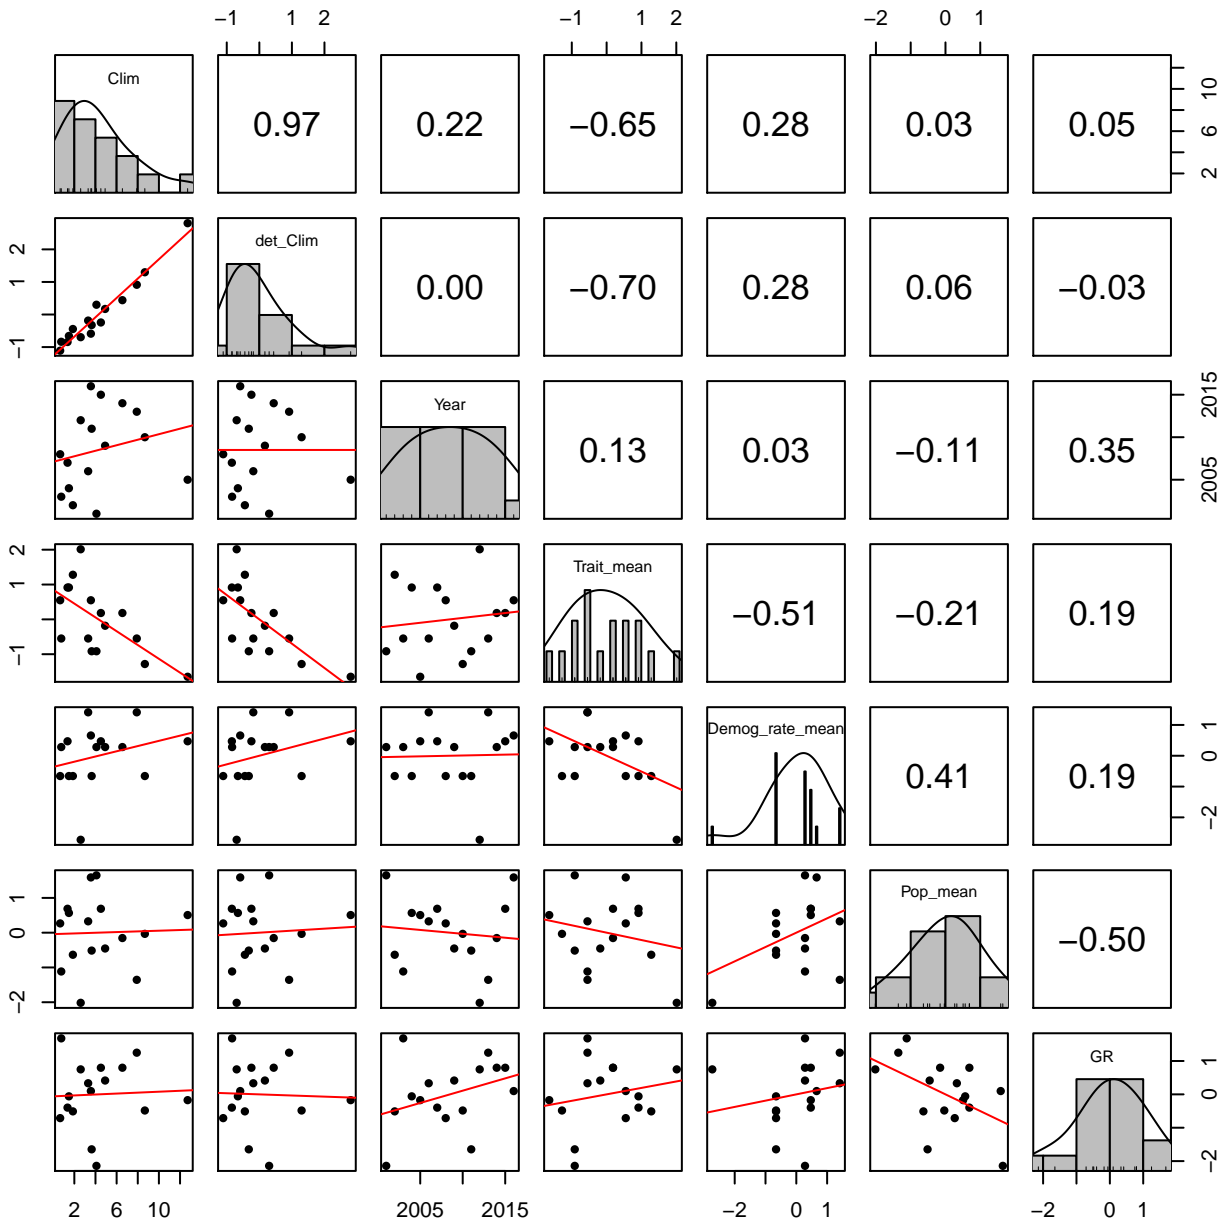 −1 1 2 −1 1 2 −2 0 1
Clim 0.97 0.22 −0.65 0.28 0.03 0.05
2 6 10
det_Clim 0.00 −0.70 0.28 0.06 −0.03
−1 1 2
Year 0.13 0.03 −0.11 0.35
2005 2015
Trait_mean −0.51 −0.21 0.19
−1 1 2
Demog_rate_mean 0.41 0.19
−2 0 1
Pop_mean −0.50
−2 0 1
GR
−2 0 1
2 6 10 2005 2015 −2 0 1 −2 0 1